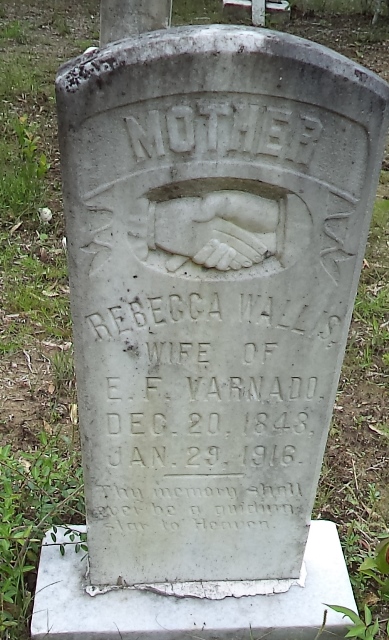 MOTHER
REBECCA WALLIS,
WIFE OF
E. F. VARNADO.
DEC. 20. 1848.
JAN. 29. 1916.
Thy memory shall
ever be a guiding
star to Heaven.